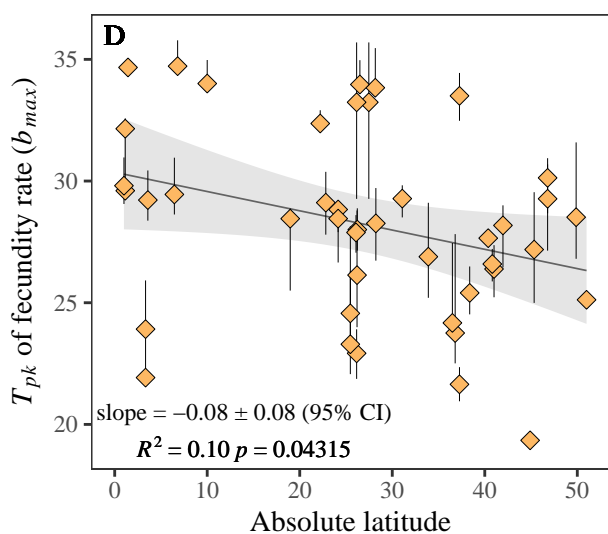 D
T_pk of fecundity rate (b_max)
35
30
25
20
slope = −0.08 ± 0.08 (95% CI)
R² = 0.10 p = 0.04315
0 10 20 30 40 50
Absolute latitude